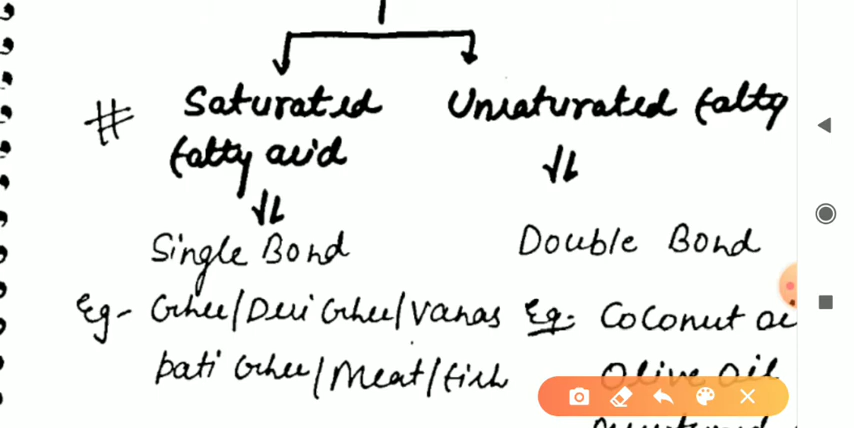 # Saturated Unsaturated fatty
fatty acid
Single Bond Double Bond
Eg- Ghee/Desi Ghee/Vanas Eg:- Coconut
pati Ghee/Meat/fish Olive oil